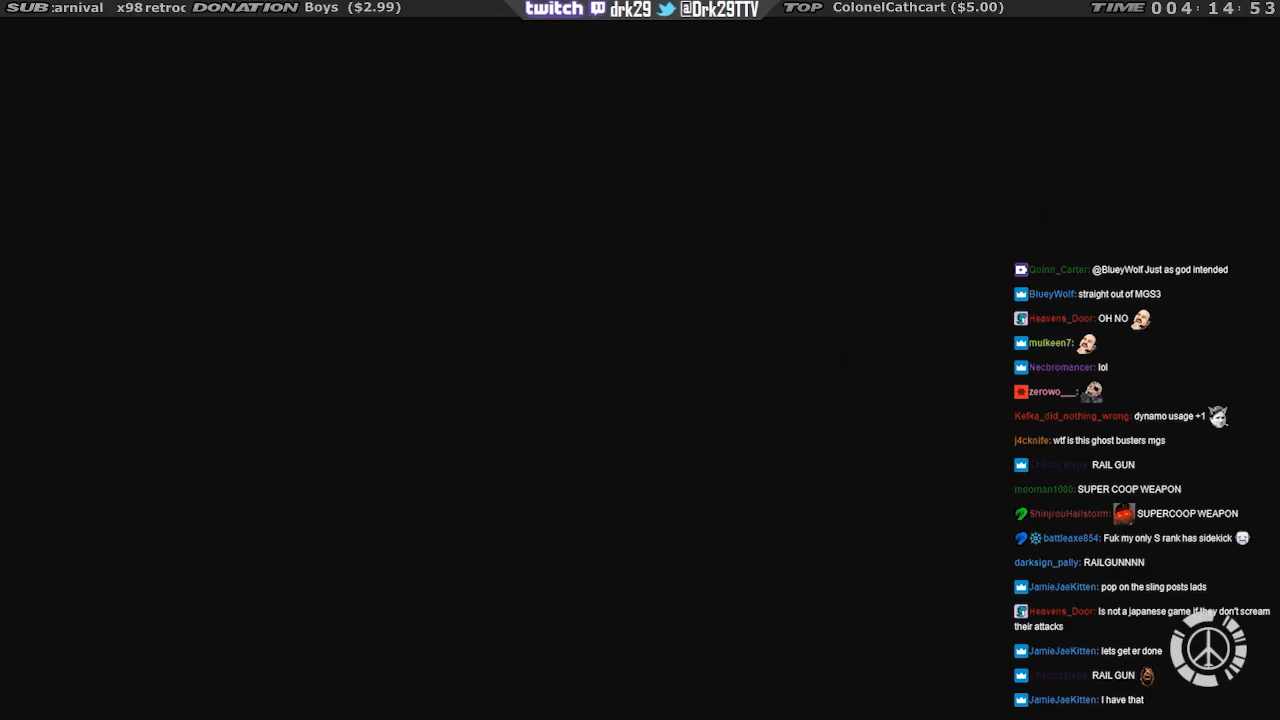 SUB :arnival x98retroc DONATION Boys ($2.99) twitch drk29 @Drk29TTV TOP ColonelCathcart ($5.00) TIME 004:14:53
Quinn_Carter: @BlueyWolf Just as god intended
BlueyWolf: straight out of MGS3
Heavens_Door: OH NO
mulkeen7:
Necbromancer: lol
zerowo___:
Kefka_did_nothing_wrong: dynamo usage +1
j4cknife: wtf is this ghost busters mgs
RAIL GUN
mooman1080: SUPER COOP WEAPON
ShinjrouHailstorm: SUPERCOOP WEAPON
battleaxe854: Fuk my only S rank has sidekick
darksign_pally: RAILGUNNNN
JamieJaeKitten: pop on the sling posts lads
Heavens_Door: Is not a japanese game if they don't scream
their attacks
JamieJaeKitten: lets get er done
RAIL GUN
JamieJaeKitten: I have that